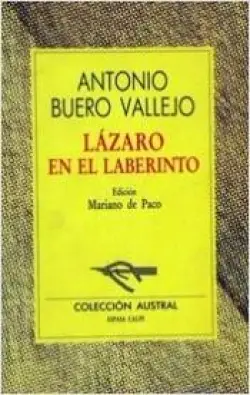 ANTONIO
BUERO VALLEJO
LÁZARO
EN EL LABERINTO
Edición
Mariano de Paco
COLECCIÓN AUSTRAL
ESPASA CALPE